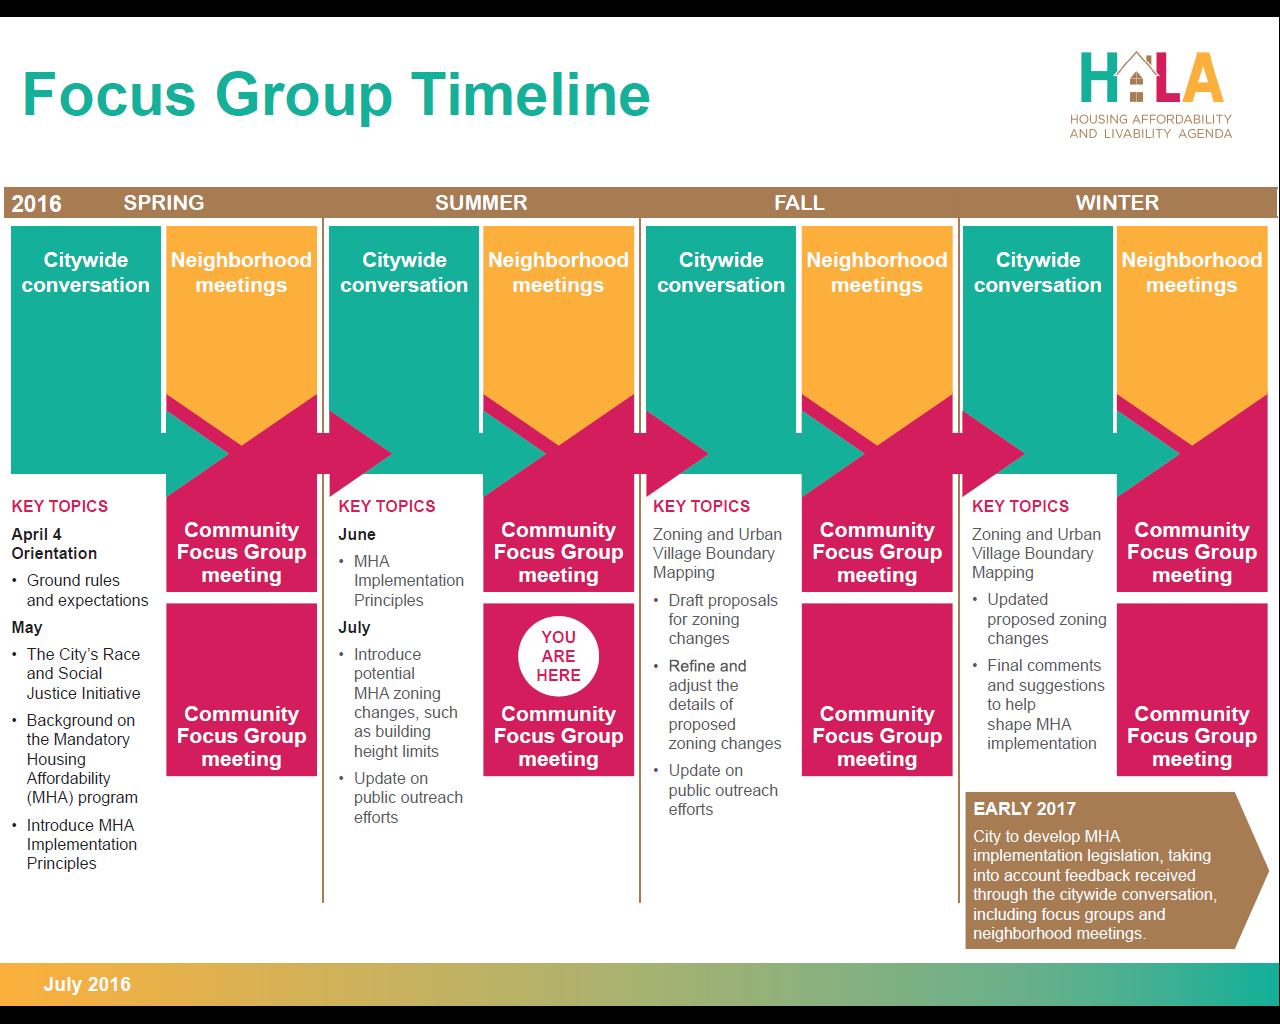 Focus Group Timeline
HALA
HOUSING AFFORDABILITY
AND LIVABILITY AGENDA
2016 SPRING SUMMER FALL WINTER
Citywide
conversation
Neighborhood
meetings
Citywide
conversation
Neighborhood
meetings
Citywide
conversation
Neighborhood
meetings
Citywide
conversation
Neighborhood
meetings
KEY TOPICS
April 4
Orientation
• Ground rules
and expectations
May
• The City’s Race
and Social
Justice Initiative
• Background on
the Mandatory
Housing
Affordability
(MHA) program
• Introduce MHA
Implementation
Principles
Community
Focus Group
meeting
Community
Focus Group
meeting
KEY TOPICS
June
• MHA
Implementation
Principles
July
• Introduce
potential
MHA zoning
changes, such
as building
height limits
• Update on
public outreach
efforts
Community
Focus Group
meeting
YOU
ARE
HERE
Community
Focus Group
meeting
KEY TOPICS
Zoning and Urban
Village Boundary
Mapping
• Draft proposals
for zoning
changes
• Refine and
adjust the
details of
proposed
zoning changes
• Update on
public outreach
efforts
Community
Focus Group
meeting
Community
Focus Group
meeting
KEY TOPICS
Zoning and Urban
Village Boundary
Mapping
• Updated
proposed zoning
changes
• Final comments
and suggestions
to help
shape MHA
implementation
Community
Focus Group
meeting
Community
Focus Group
meeting
EARLY 2017
City to develop MHA
implementation legislation, taking
into account feedback received
through the citywide conversation,
including focus groups and
neighborhood meetings.
July 2016